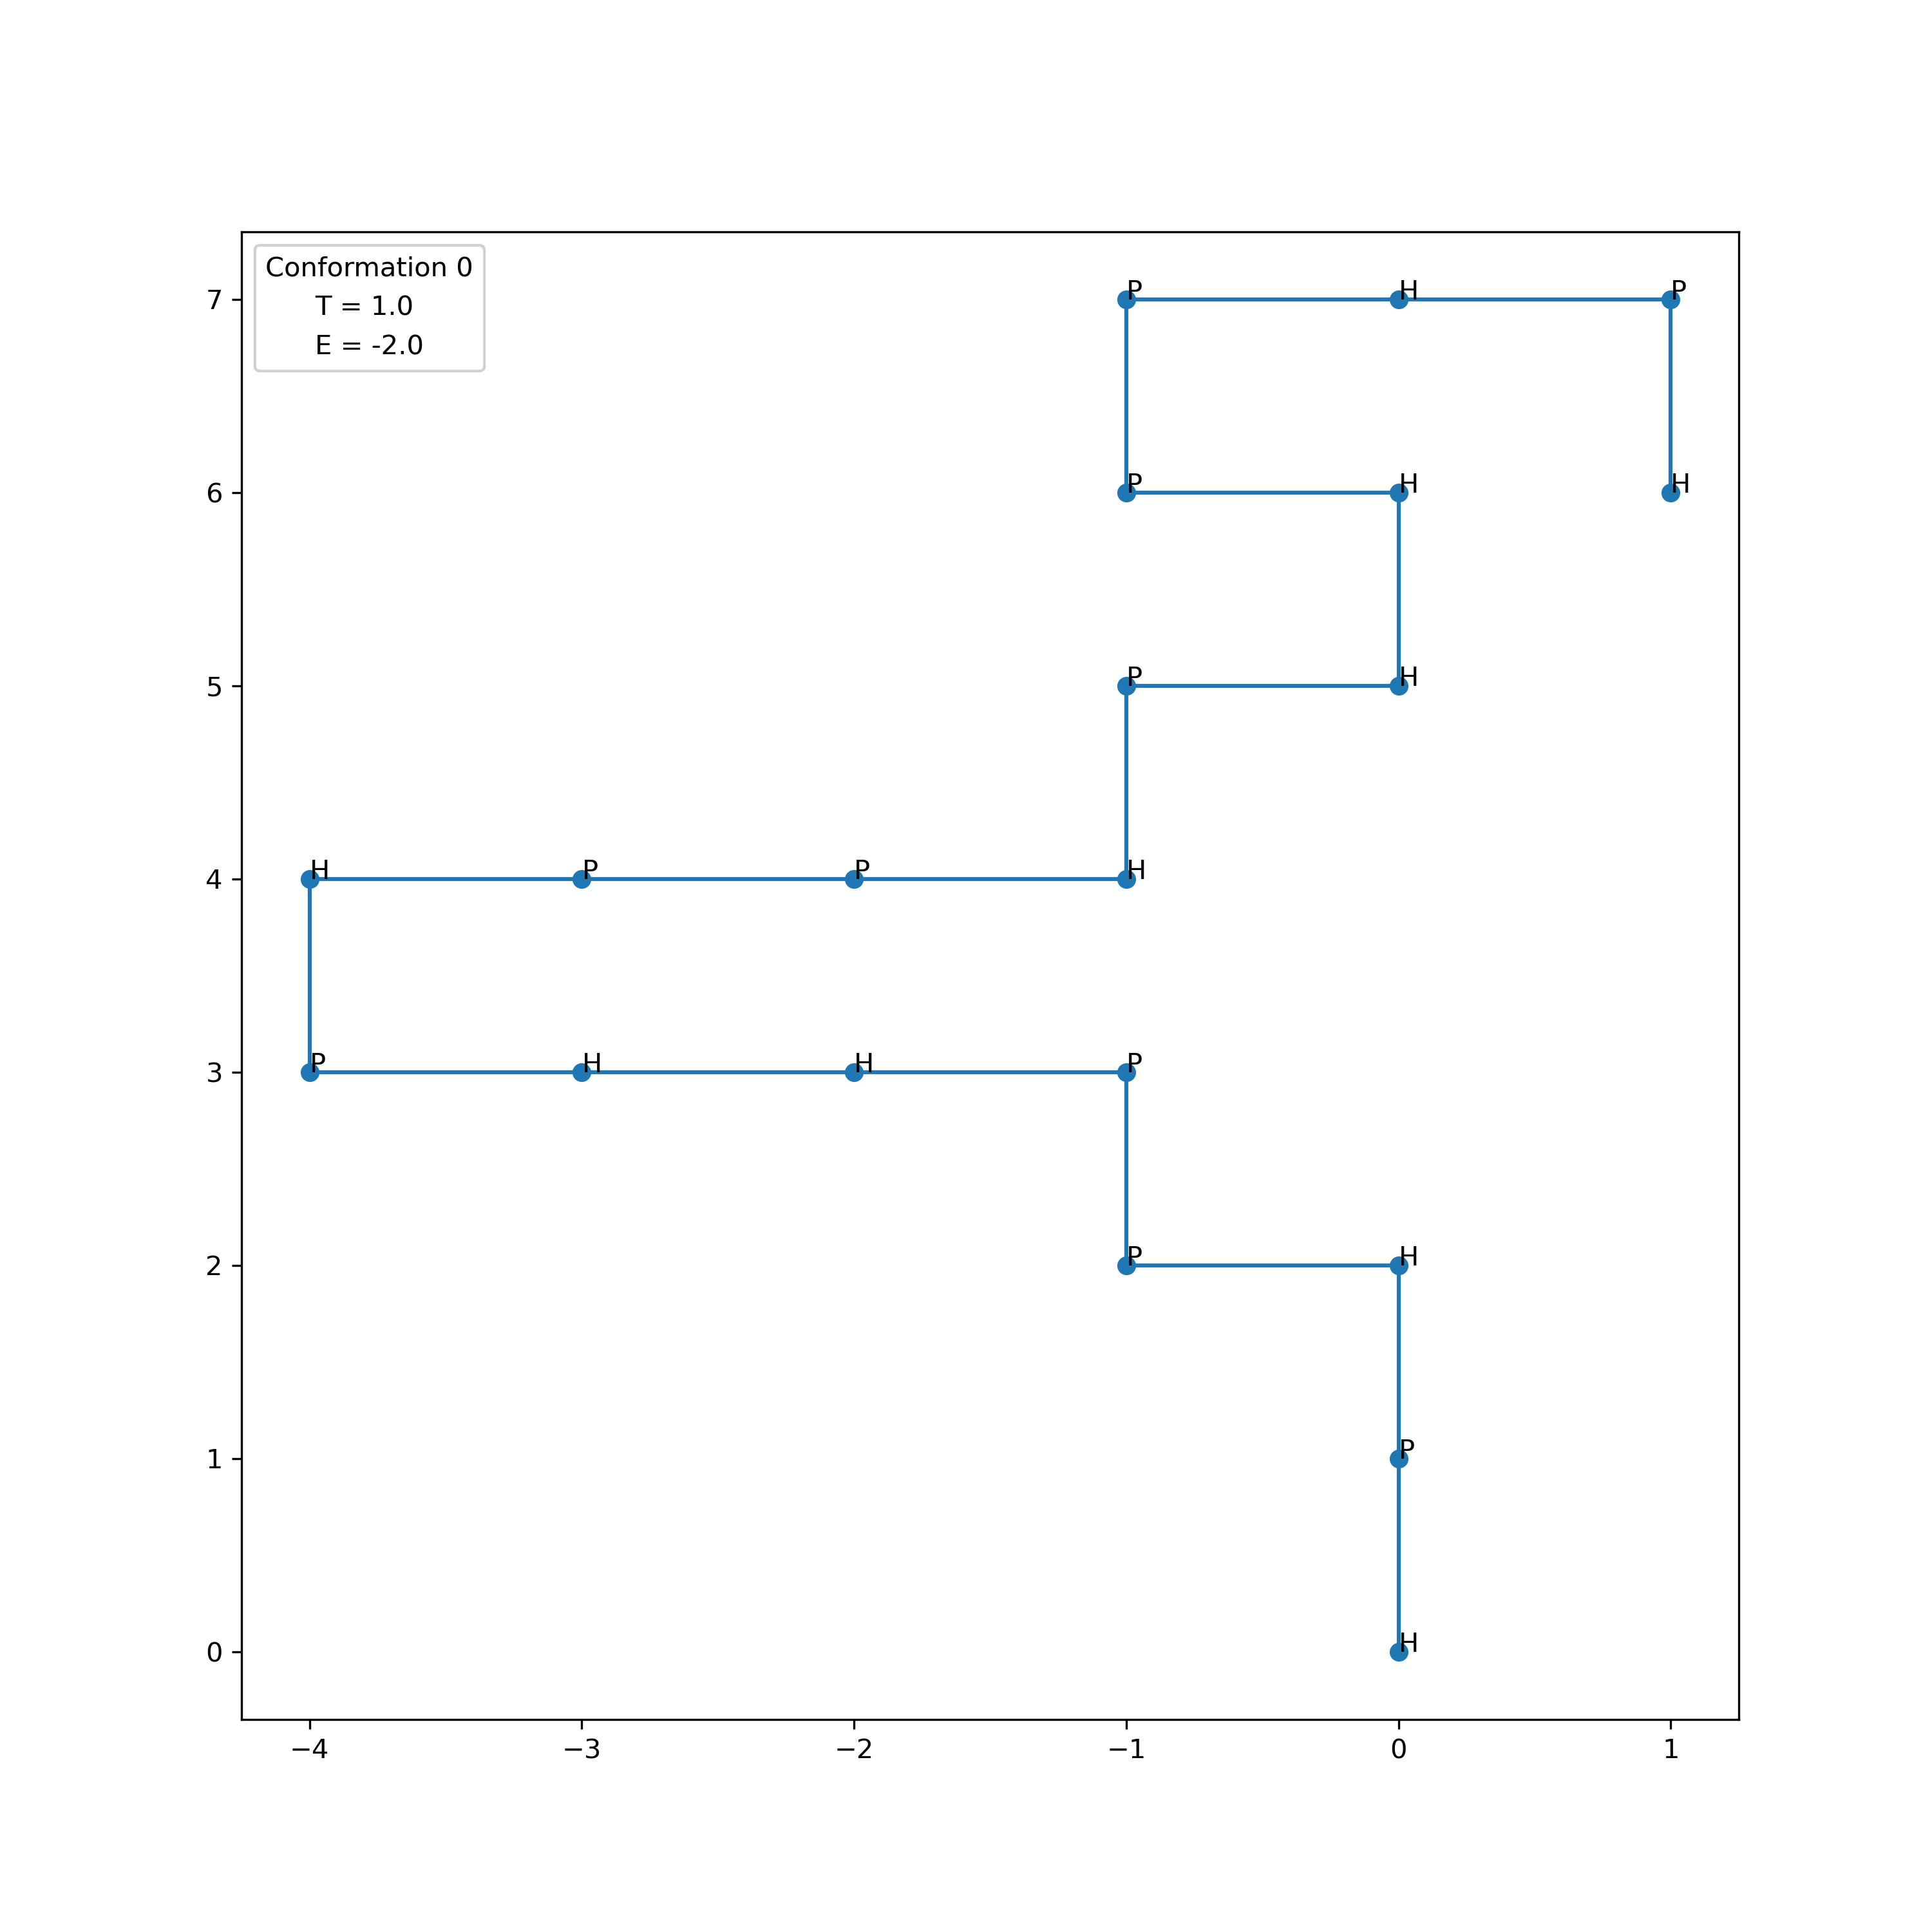 Conformation 0
T = 1.0
E = -2.0
7
P H P
6
P H H
5
P H
4
H P P H
3
P H H P
2
P H
1
P
0
H
−4 −3 −2 −1 0 1